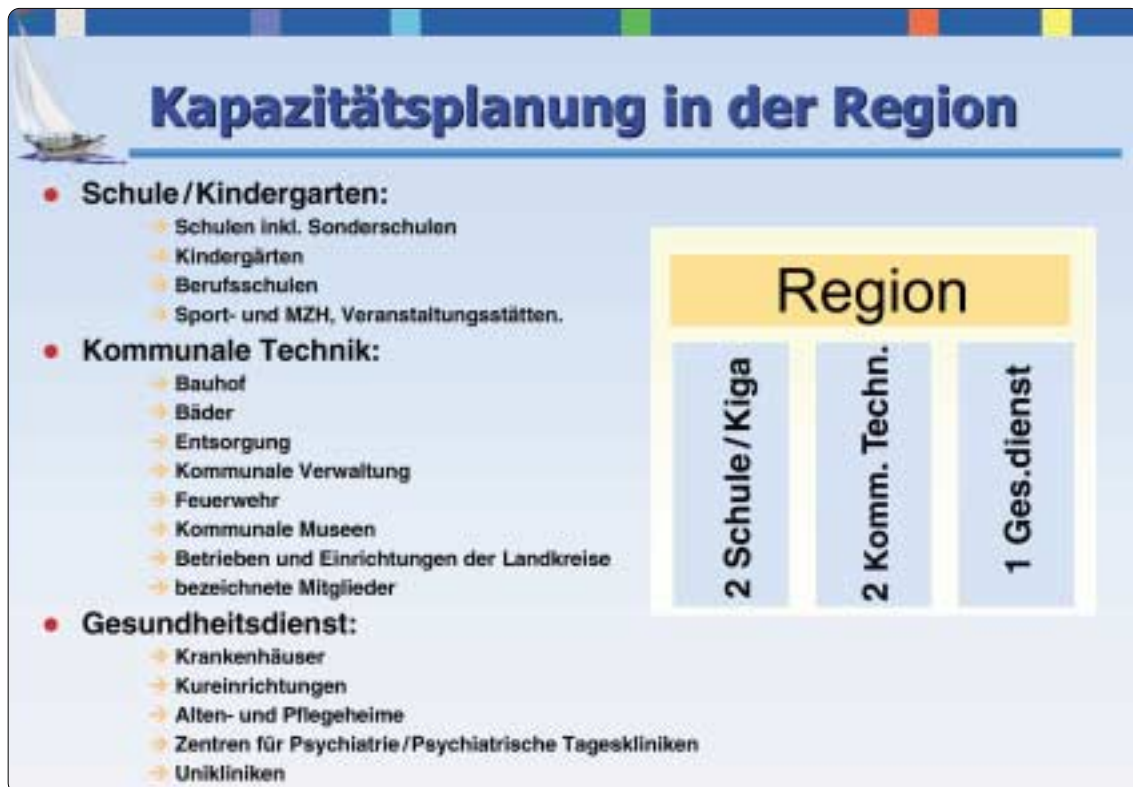 Kapazitätsplanung in der Region
Schule/Kindergarten:
Schulen inkl. Sonderschulen
Kindergärten
Berufsschulen
Sport- und MZH, Veranstaltungsstätten.
Kommunale Technik:
Bauhof
Bäder
Entsorgung
Kommunale Verwaltung
Feuerwehr
Kommunale Museen
Betrieben und Einrichtungen der Landkreise
bezeichnete Mitglieder
Gesundheitsdienst:
Krankenhäuser
Kureinrichtungen
Alten- und Pflegeheime
Zentren für Psychiatrie/Psychiatrische Tageskliniken
Unikliniken
Region
2 Schule/Kiga
2 Komm. Techn.
1 Ges.dienst